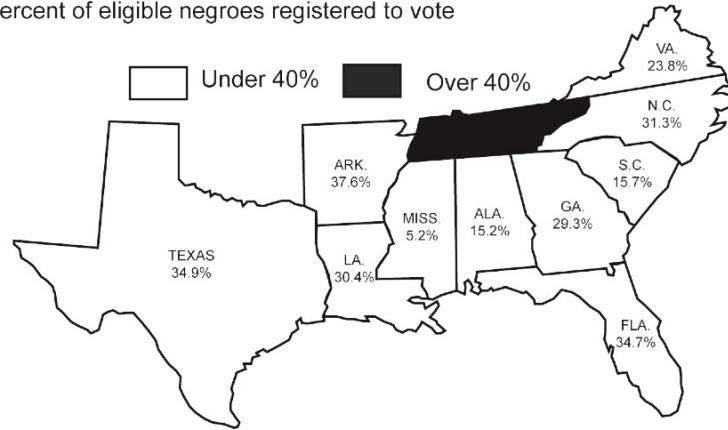 ercent of eligible negroes registered to vote
Under 40%
Over 40%
VA.
23.8%
N.C.
31.3%
ARK.
37.6%
S.C.
15.7%
MISS.
5.2%
ALA.
15.2%
GA.
29.3%
TEXAS
34.9%
LA.
30.4%
FLA.
34.7%